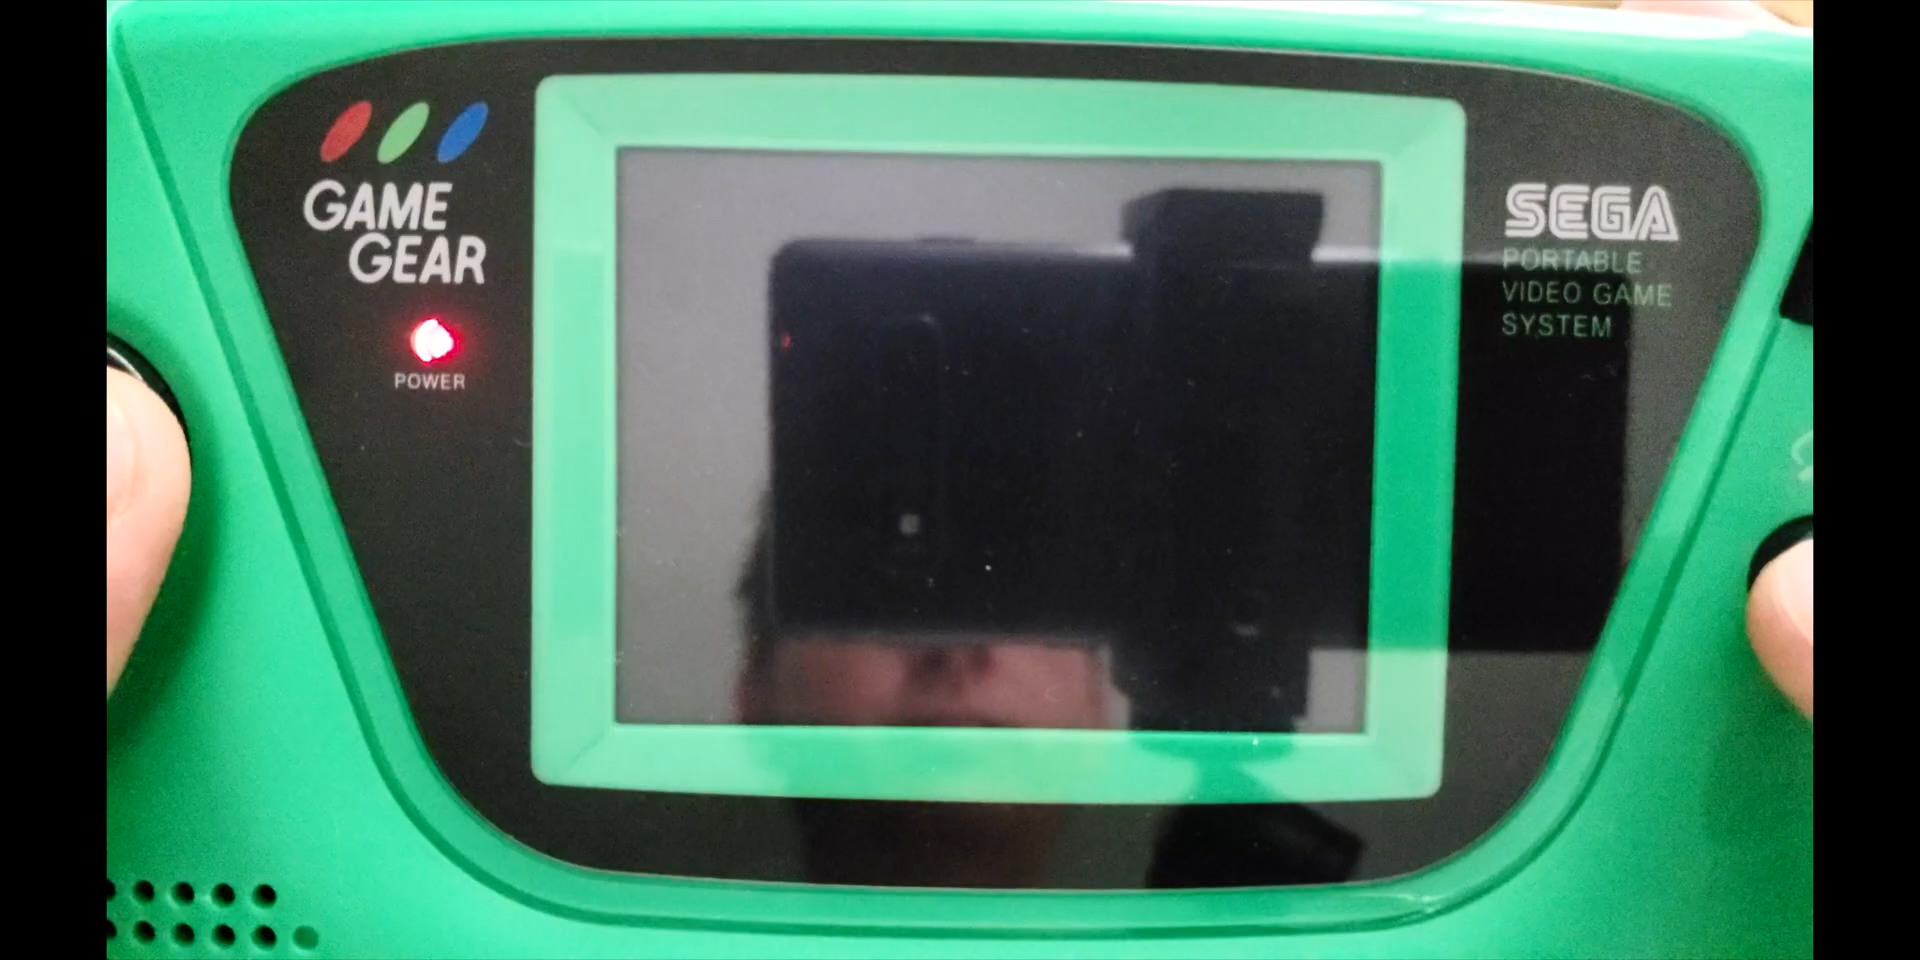 GAME
GEAR
POWER
SEGA
PORTABLE
VIDEO GAME
SYSTEM